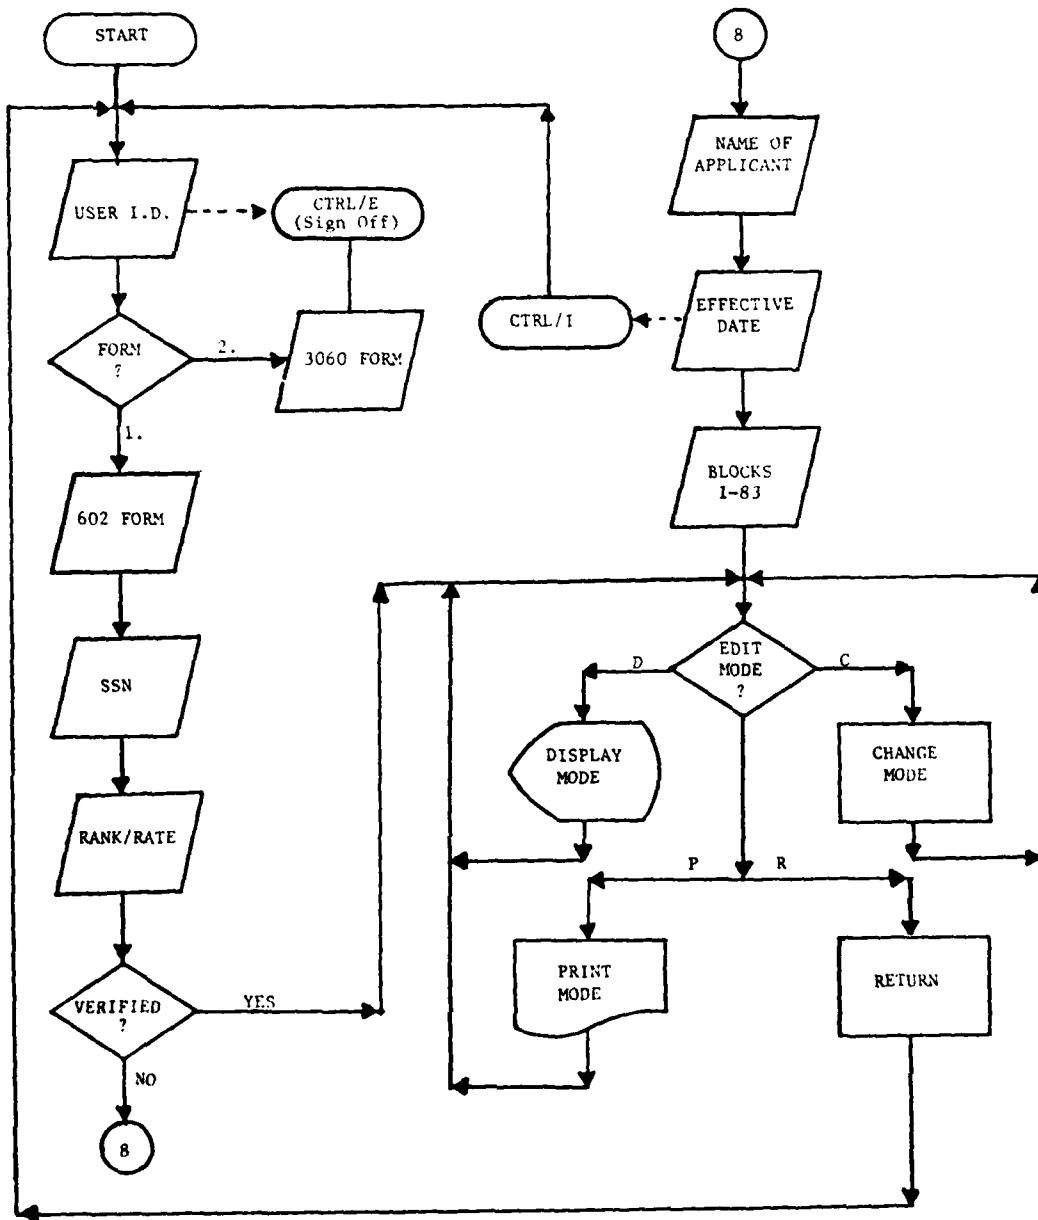 START
USER I.D.
CTRL/E
(Sign Off)
FORM
?
2.
3060 FORM
1.
602 FORM
SSN
RANK/RATE
VERIFIED
?
YES
NO
8
8
NAME OF
APPLICANT
EFFECTIVE
DATE
CTRL/I
BLOCKS
1-83
EDIT
MODE
?
D
C
DISPLAY
MODE
CHANGE
MODE
P
R
PRINT
MODE
RETURN